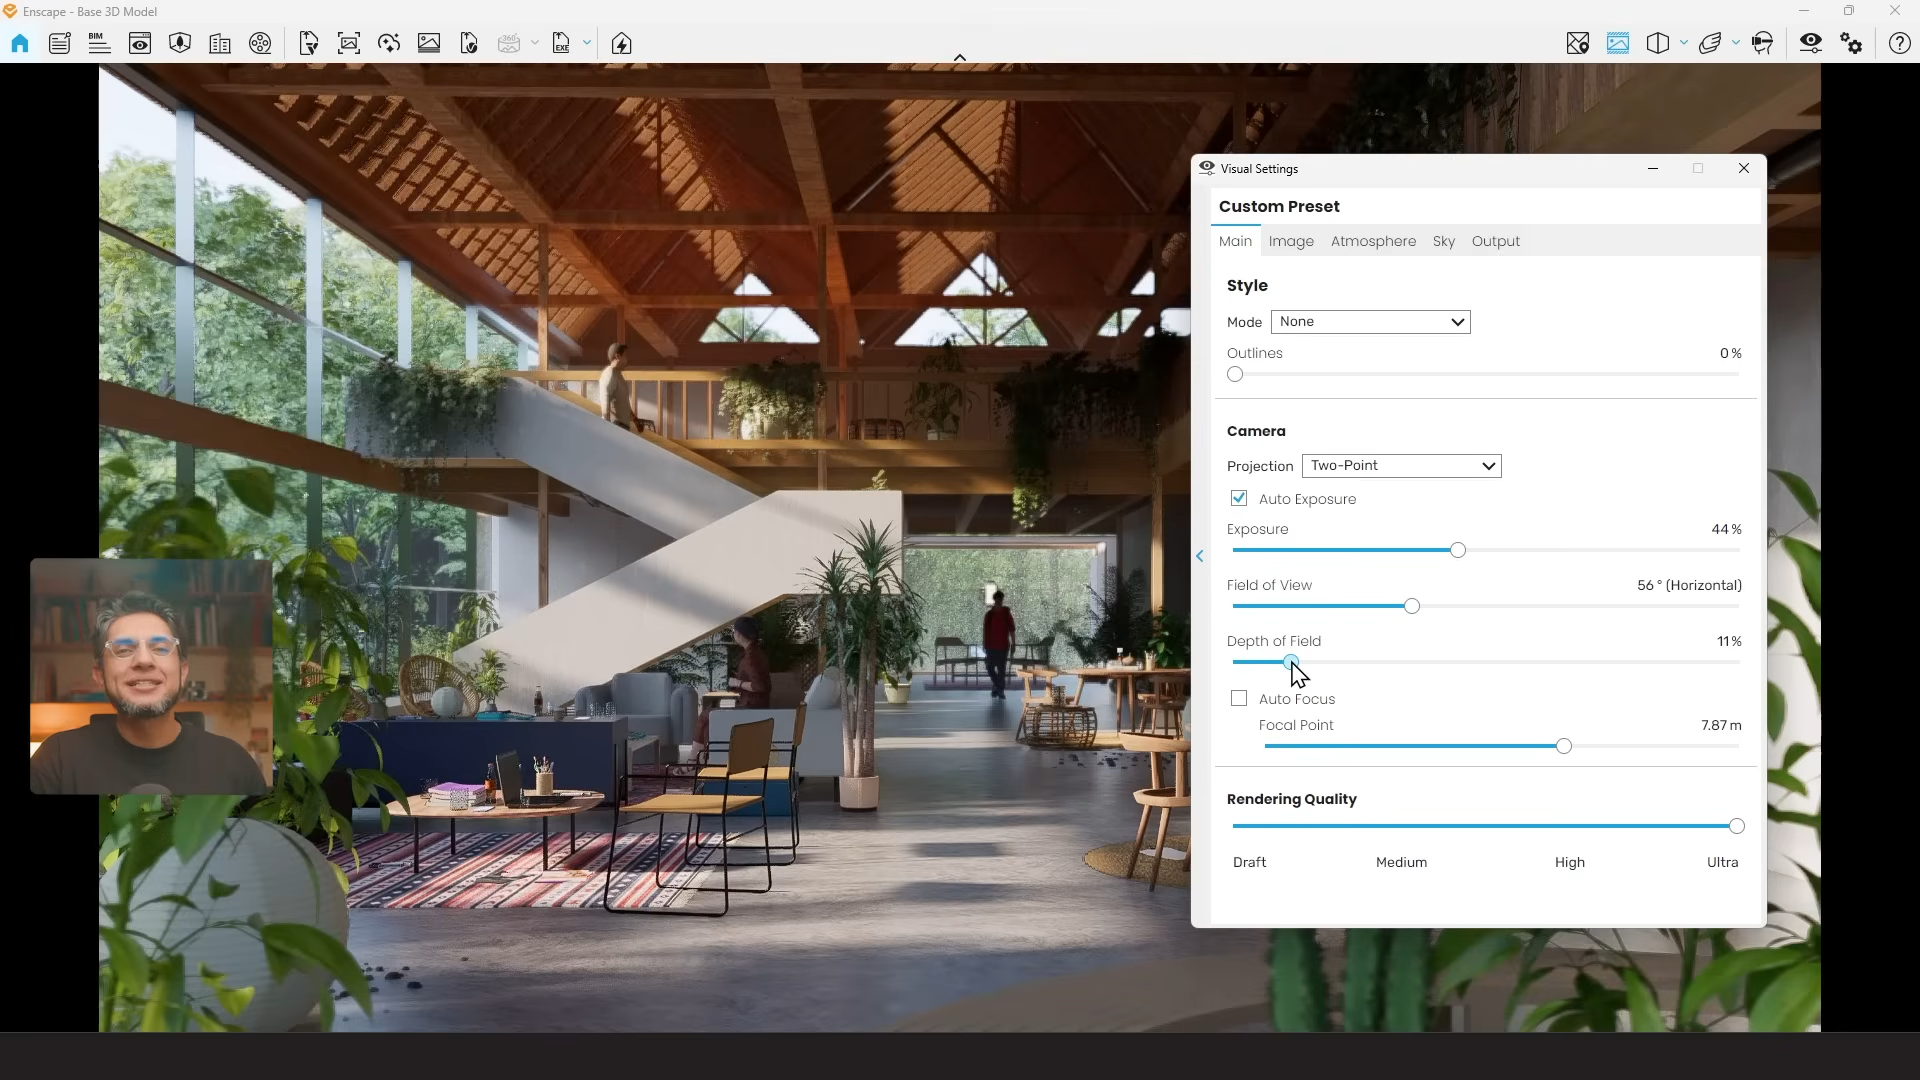 Enscape - Base 3D Model
BIM
360°
EXE
Visual Settings
Custom Preset
Main Image Atmosphere Sky Output
Style
Mode None
Outlines 0 %
Camera
Projection Two-Point
Auto Exposure
Exposure 44 %
Field of View 56 ° (Horizontal)
Depth of Field 11 %
Auto Focus
Focal Point 7.87 m
Rendering Quality
Draft Medium High Ultra